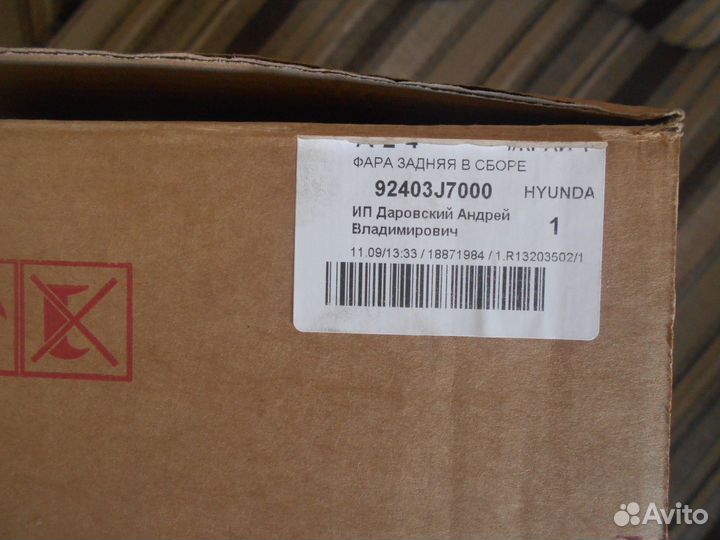 ФАРА ЗАДНЯЯ В СБОРЕ
92403J7000 HYUNDA
ИП Даровский Андрей
Владимирович 1
11.09/13:33 / 18871984 / 1.R13203502/1
Avito